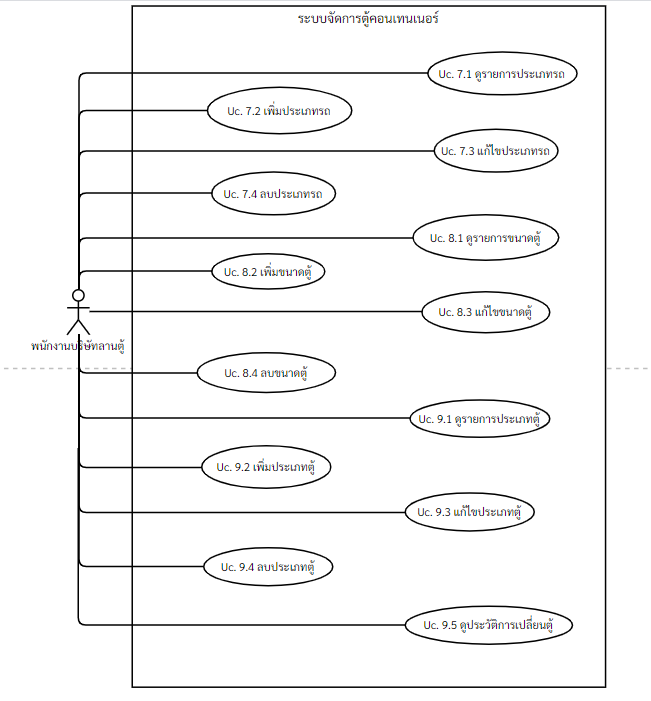 ระบบจัดการตู้คอนเทนเนอร์
Uc. 7.1 ดูรายการประเภทรถ
Uc. 7.2 เพิ่มประเภทรถ
Uc. 7.3 แก้ไขประเภทรถ
Uc. 7.4 ลบประเภทรถ
Uc. 8.1 ดูรายการขนาดตู้
Uc. 8.2 เพิ่มขนาดตู้
Uc. 8.3 แก้ไขขนาดตู้
พนักงานบริษัทลานตู้
Uc. 8.4 ลบขนาดตู้
Uc. 9.1 ดูรายการประเภทตู้
Uc. 9.2 เพิ่มประเภทตู้
Uc. 9.3 แก้ไขประเภทตู้
Uc. 9.4 ลบประเภทตู้
Uc. 9.5 ดูประวัติการเปลี่ยนตู้